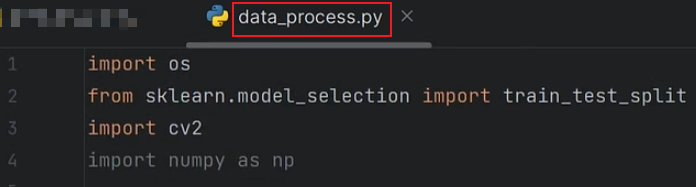 data_process.py
1 import os
2 from sklearn.model_selection import train_test_split
3 import cv2
4 import numpy as np